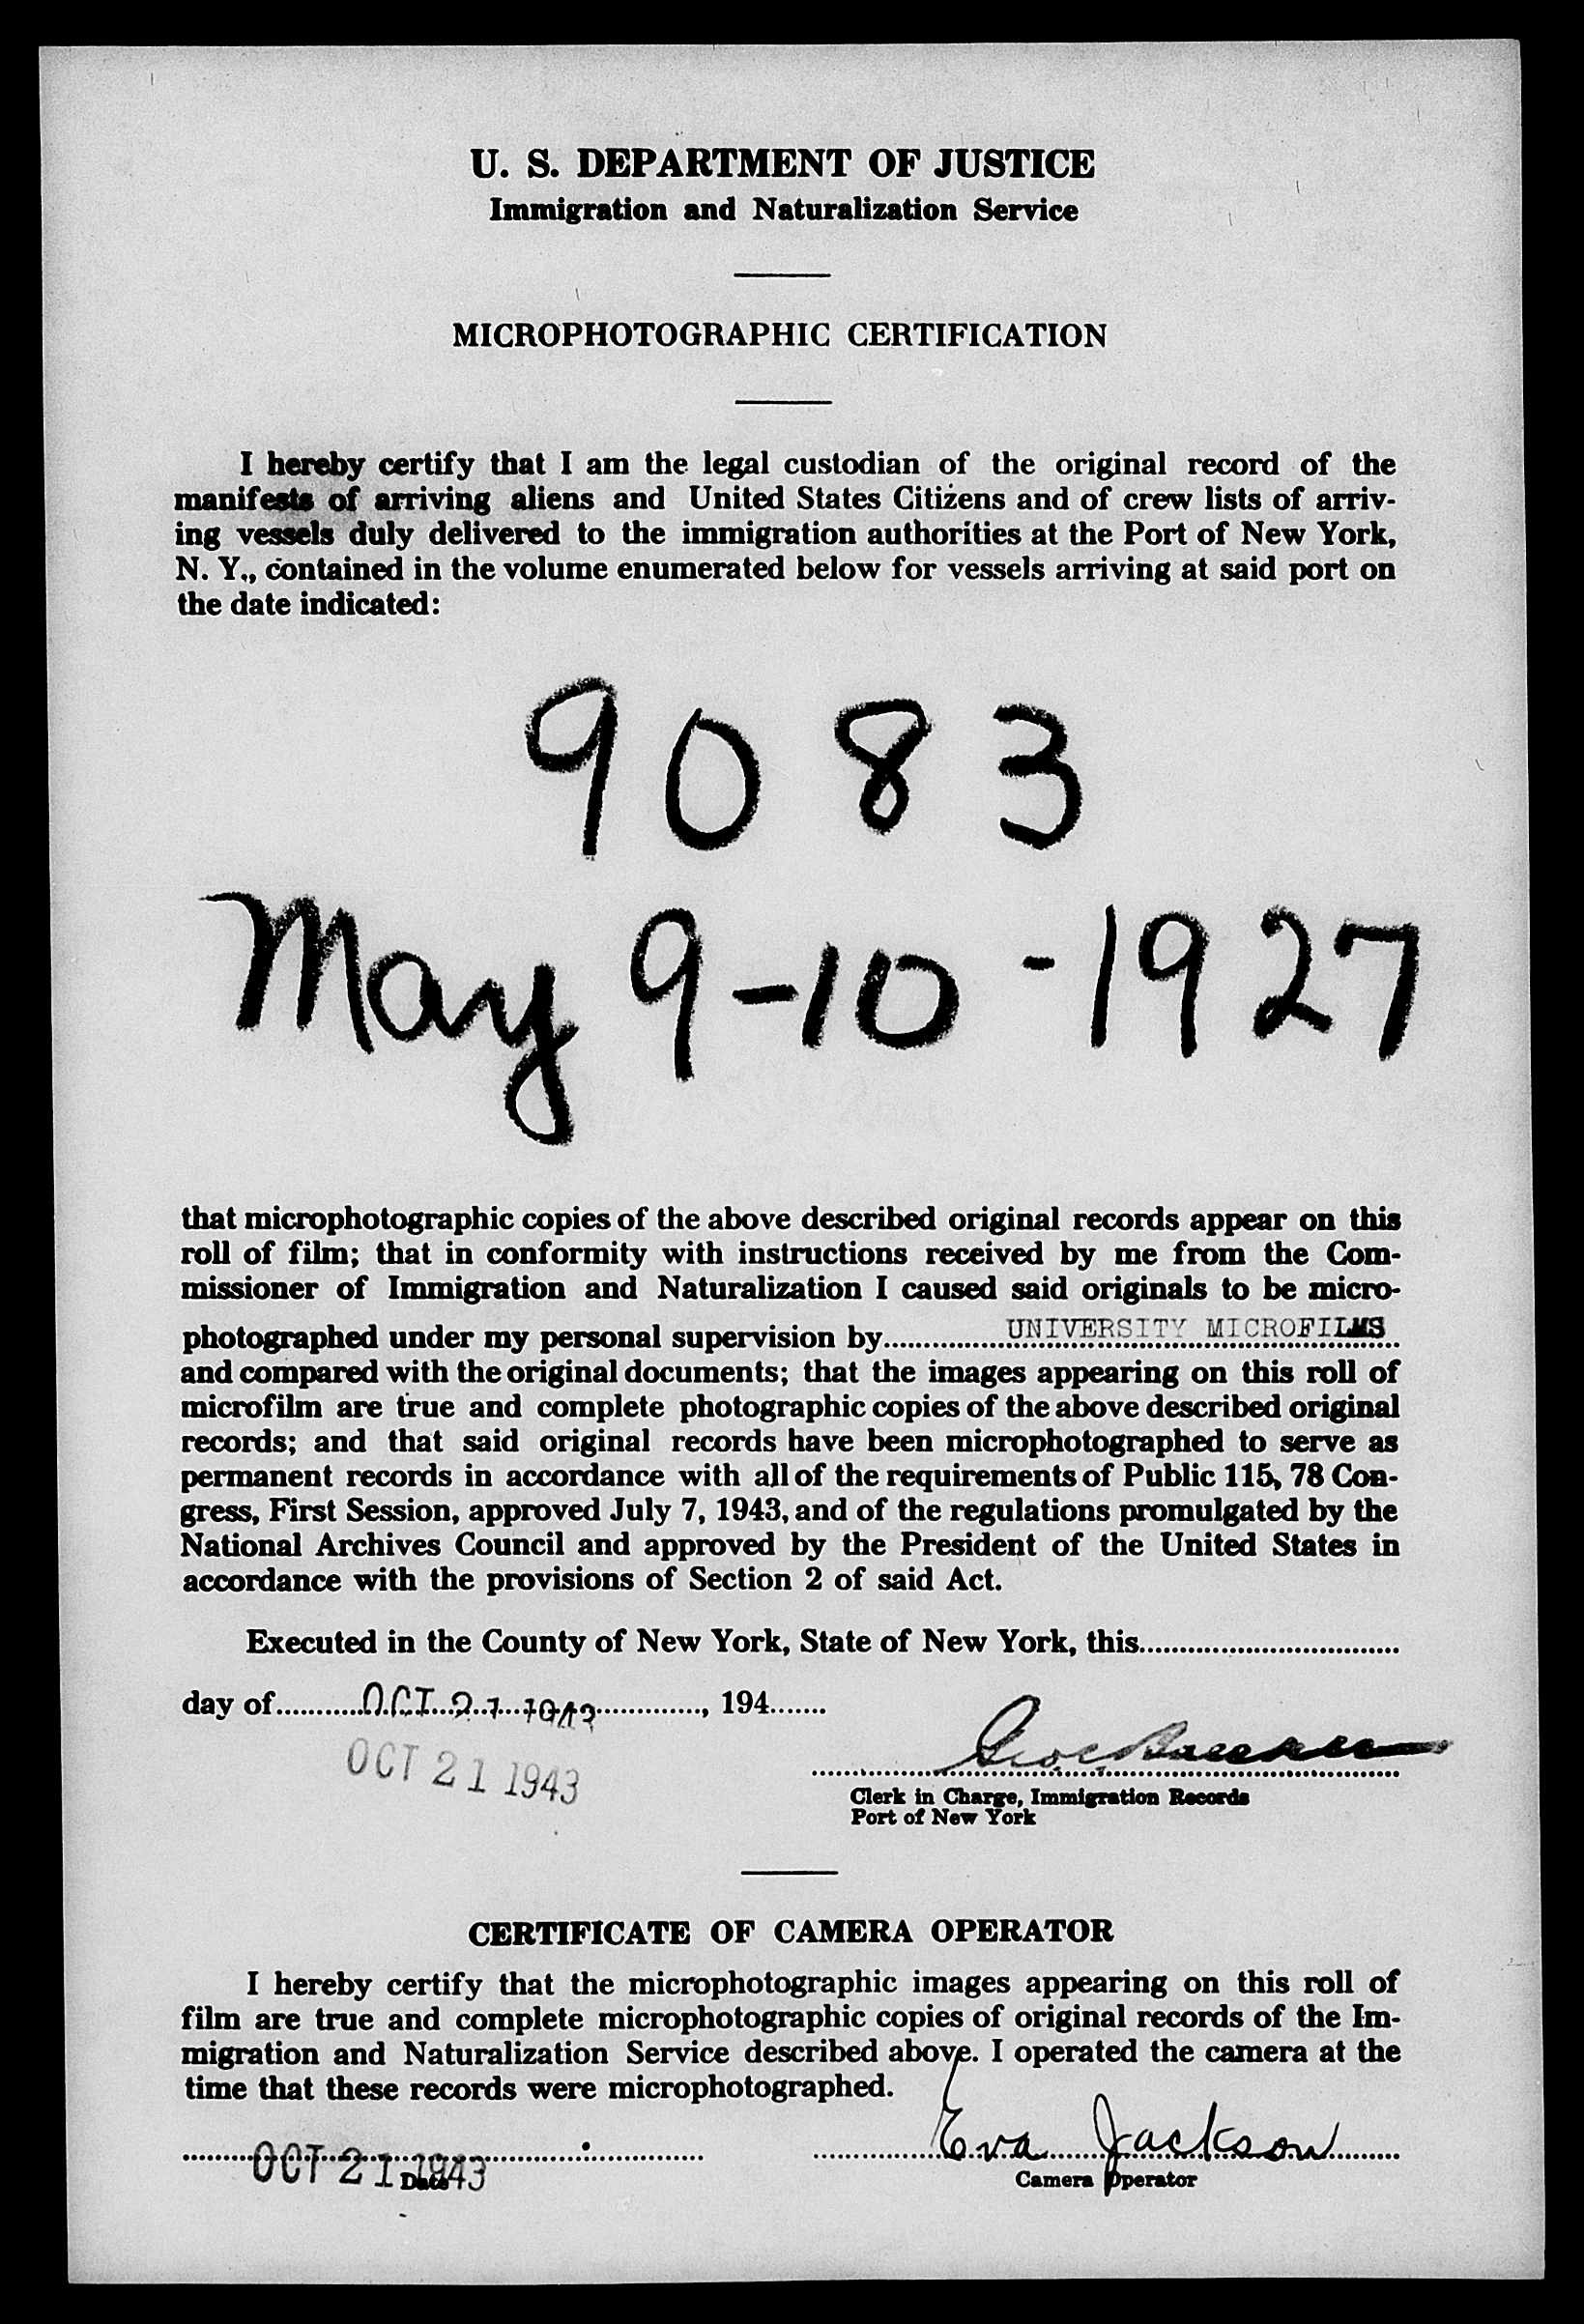 U. S. DEPARTMENT OF JUSTICE
Immigration and Naturalization Service
MICROPHOTOGRAPHIC CERTIFICATION
I hereby certify that I am the legal custodian of the original record of the
manifests of arriving aliens and United States Citizens and of crew lists of arriv-
ing vessels duly delivered to the immigration authorities at the Port of New York,
N. Y., contained in the volume enumerated below for vessels arriving at said port on
the date indicated:
9083
May 9-10-1927
that microphotographic copies of the above described original records appear on this
roll of film; that in conformity with instructions received by me from the Com-
missioner of Immigration and Naturalization I caused said originals to be micro-
photographed under my personal supervision by UNIVERSITY MICROFILMS
and compared with the original documents; that the images appearing on this roll of
microfilm are true and complete photographic copies of the above described original
records; and that said original records have been microphotographed to serve as
permanent records in accordance with all of the requirements of Public 115, 78 Con-
gress, First Session, approved July 7, 1943, and of the regulations promulgated by the
National Archives Council and approved by the President of the United States in
accordance with the provisions of Section 2 of said Act.
Executed in the County of New York, State of New York, this
day of OCT 21 1943, 194
OCT 21 1943
Clerk in Charge, Immigration Records
Port of New York
CERTIFICATE OF CAMERA OPERATOR
I hereby certify that the microphotographic images appearing on this roll of
film are true and complete microphotographic copies of original records of the Im-
migration and Naturalization Service described above. I operated the camera at the
time that these records were microphotographed.
OCT 21 1943 Eva Jackson
Date Camera Operator